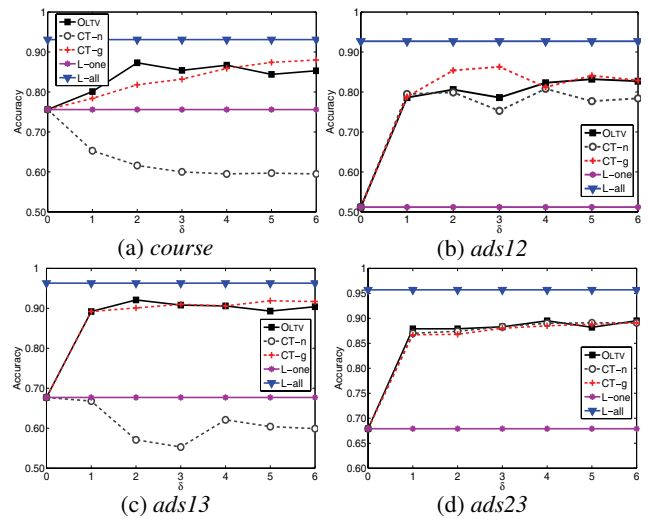 1
0.90
0.80
0.70
0.60
0.50
Accuracy
0 1 2 3 4 5 6
δ
OLTV
CT-n
CT-g
L-one
L-all
(a) course
1
0.90
0.80
0.70
0.60
0.50
Accuracy
0 1 2 3 4 5 6
δ
OLTV
CT-n
CT-g
L-one
L-all
(b) ads12
1
0.90
0.80
0.70
0.60
0.50
Accuracy
0 1 2 3 4 5 6
δ
OLTV
CT-n
CT-g
L-one
L-all
(c) ads13
1
0.95
0.90
0.85
0.80
0.75
0.70
0.65
0.60
Accuracy
0 1 2 3 4 5 6
δ
OLTV
CT-n
CT-g
L-one
L-all
(d) ads23